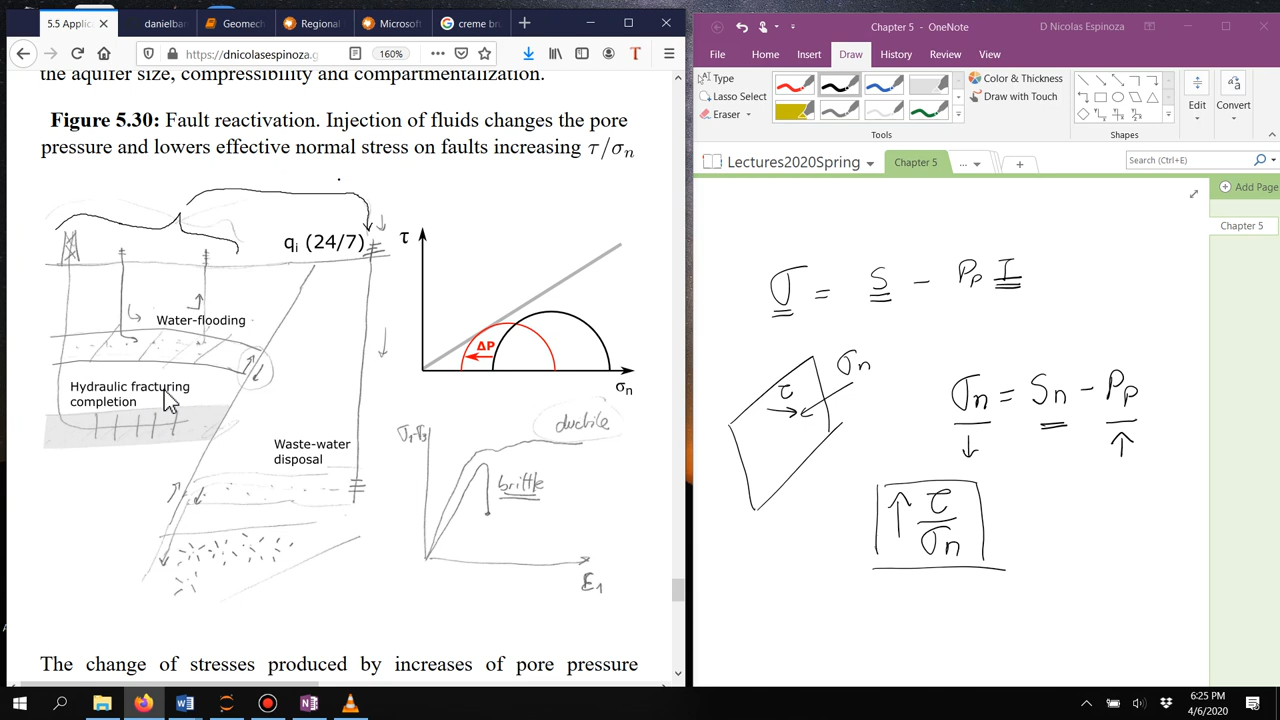 5.5 Applica
danielbar
Geomech
Regional
Microsof
creme bru
Chapter 5 - OneNote
D Nicolas Espinoza
https://dnicolasespinoza.g
160%
File
Home
Insert
Draw
History
Review
View
Type
Lasso Select
Eraser
Color & Thickness
Draw with Touch
Edit
Convert
Tools
Shapes
Lectures2020Spring
Chapter 5
...
Search (Ctrl+E)
Add Page
Chapter 5
the aquifer size, compressibility and compartmentalization.
Figure 5.30: Fault reactivation. Injection of fluids changes the pore
pressure and lowers effective normal stress on faults increasing τ/σn
qi (24/7)
τ
Water-flooding
ΔP
σn
Hydraulic fracturing
completion
Waste-water
disposal
σ1-σ3
ductile
brittle
ε1
The change of stresses produced by increases of pore pressure
σ = S - Pp I
τ
σn
σn = Sn - Pp
↓ ↑
↑ τ/σn
6:25 PM
4/6/2020